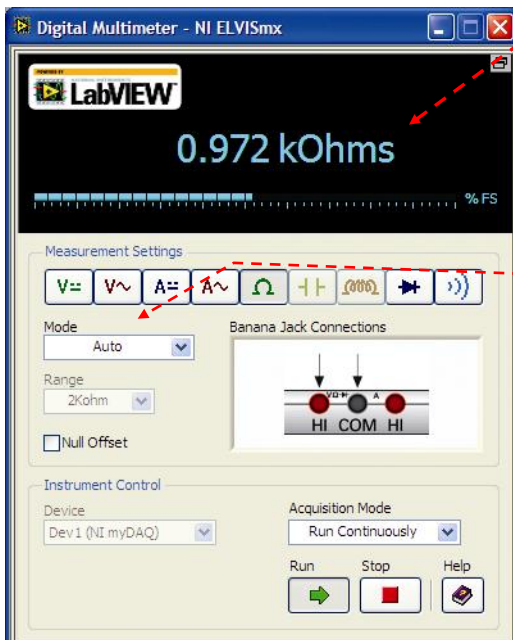 Digital Multimeter - NI ELVISmx
LabVIEW
0.972 kOhms
% FS
Measurement Settings
V V A A Ω
Mode
Auto
Banana Jack Connections
Range
2Kohm
VΩ A
HI COM HI
Null Offset
Instrument Control
Device
Dev1 (NI myDAQ)
Acquisition Mode
Run Continuously
Run Stop Help